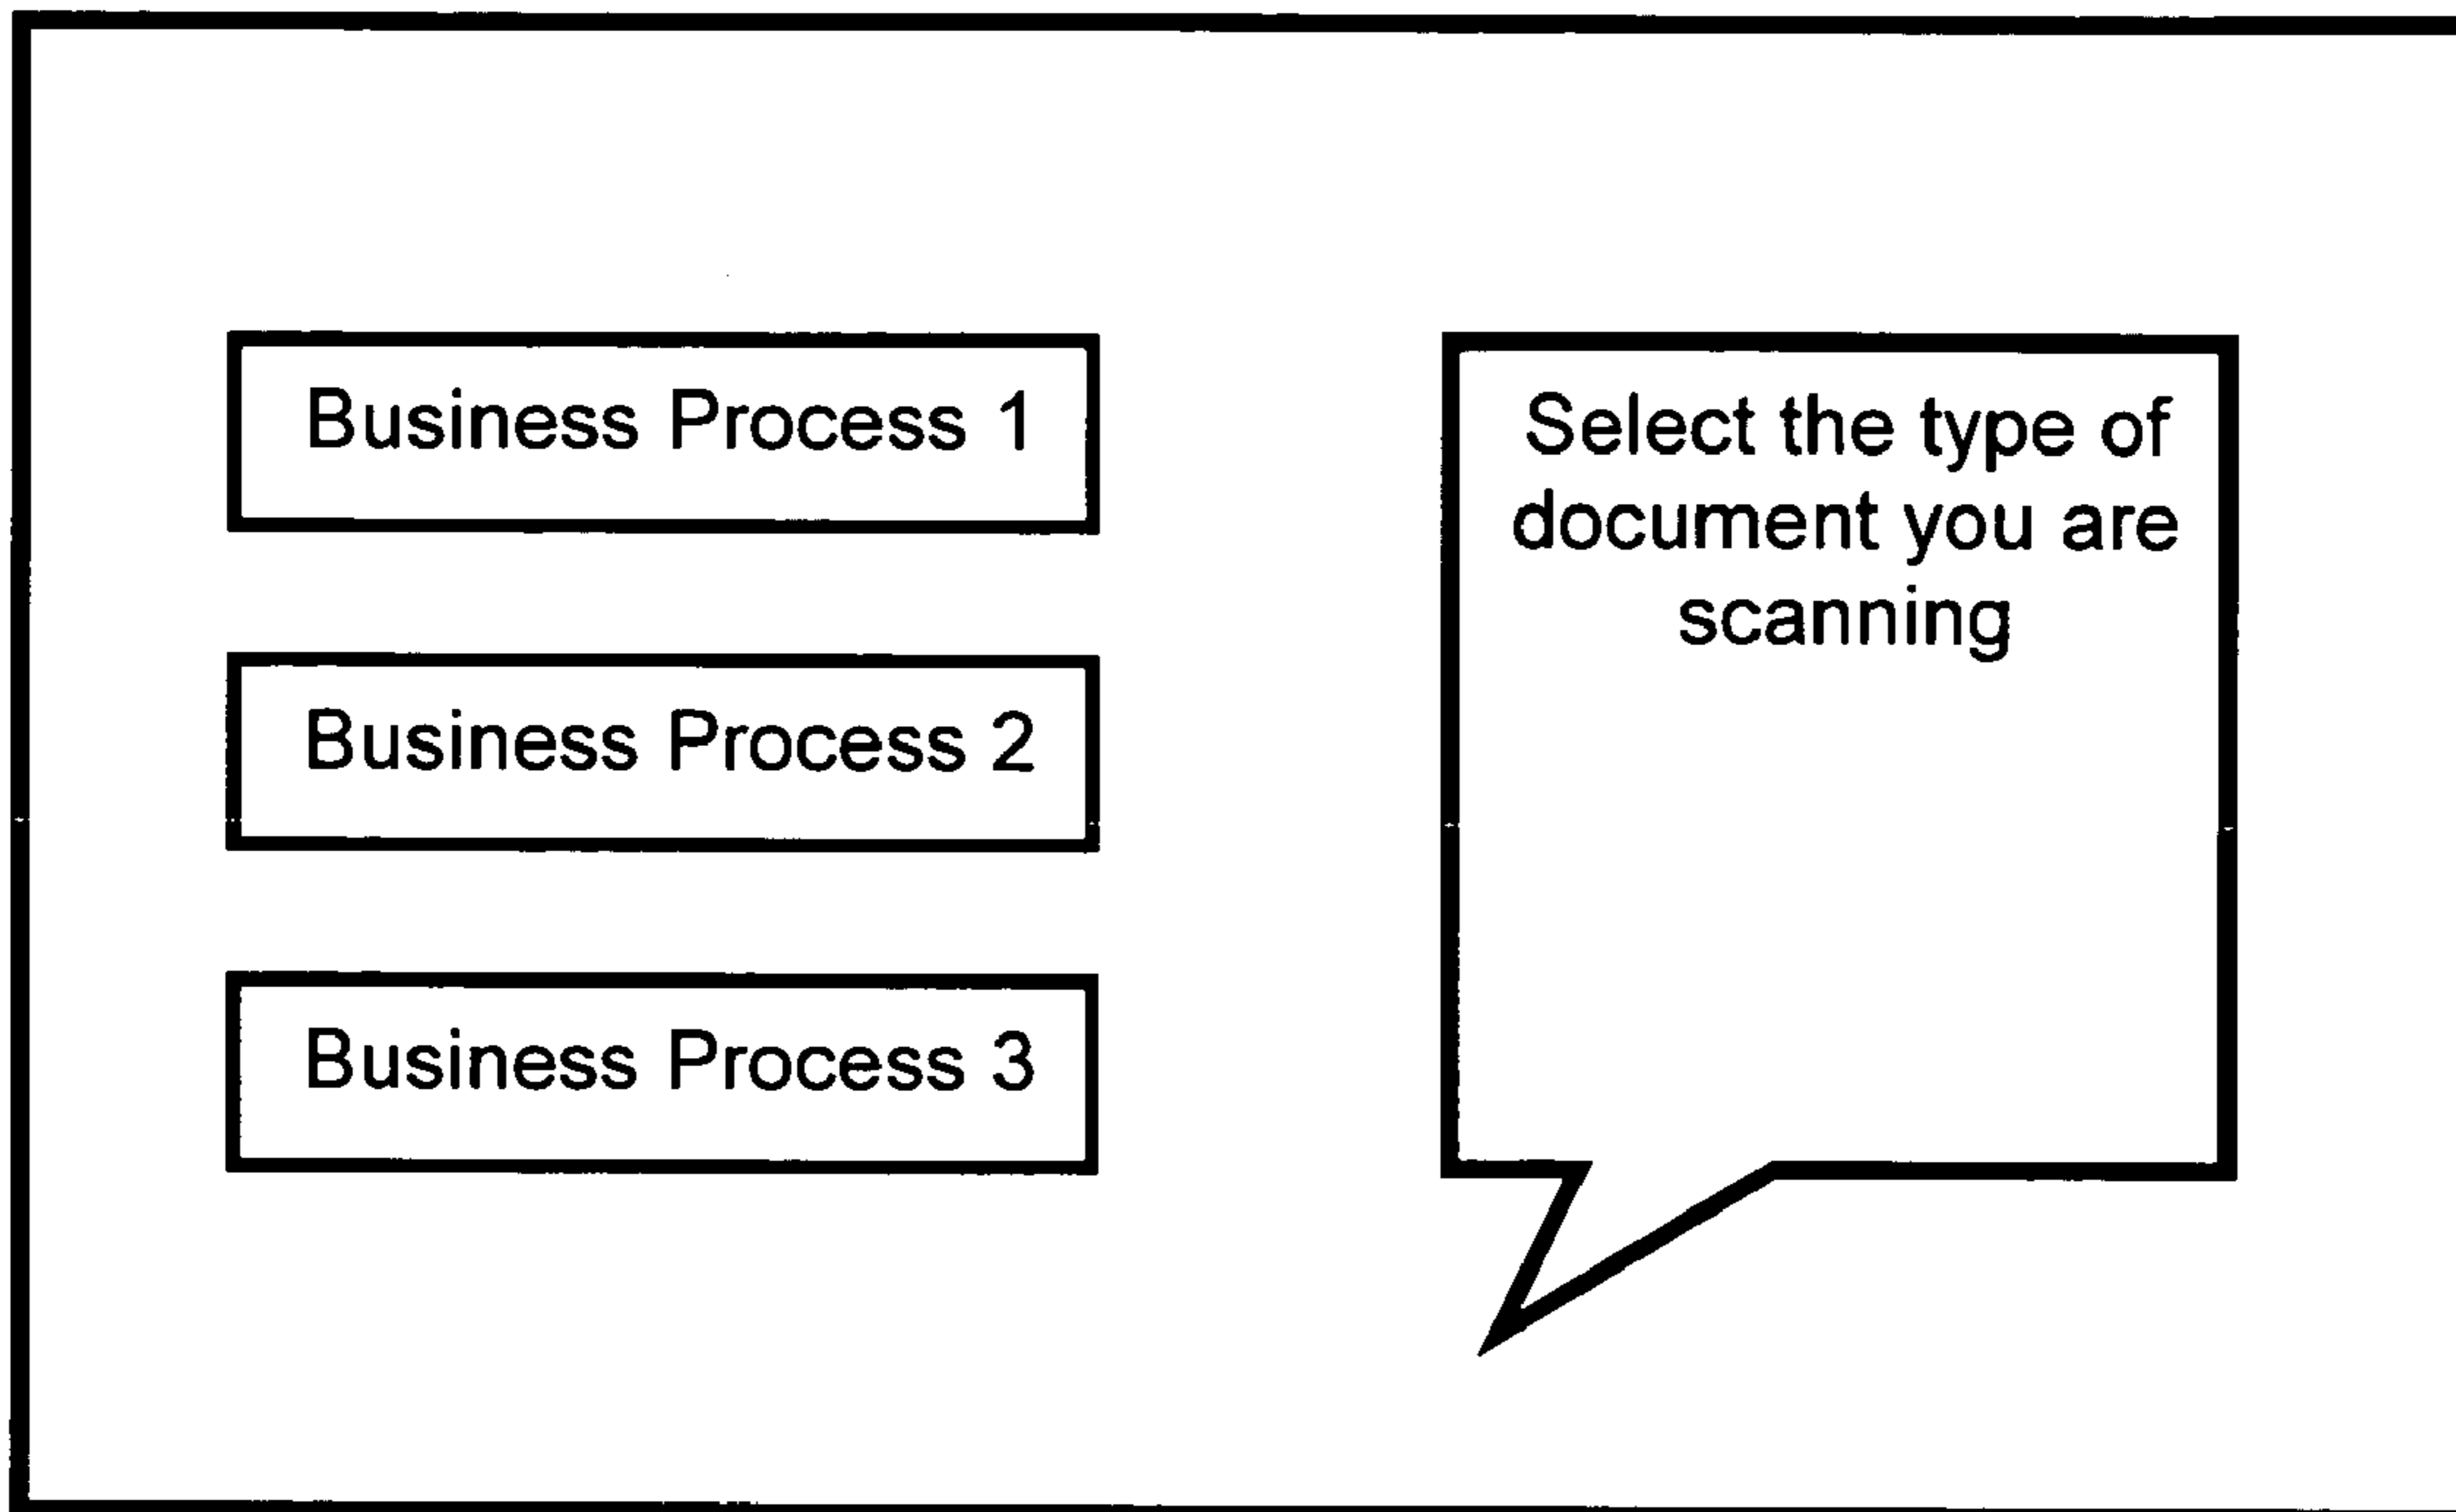 Business Process 1
Business Process 2
Business Process 3
Select the type of
document you are
scanning